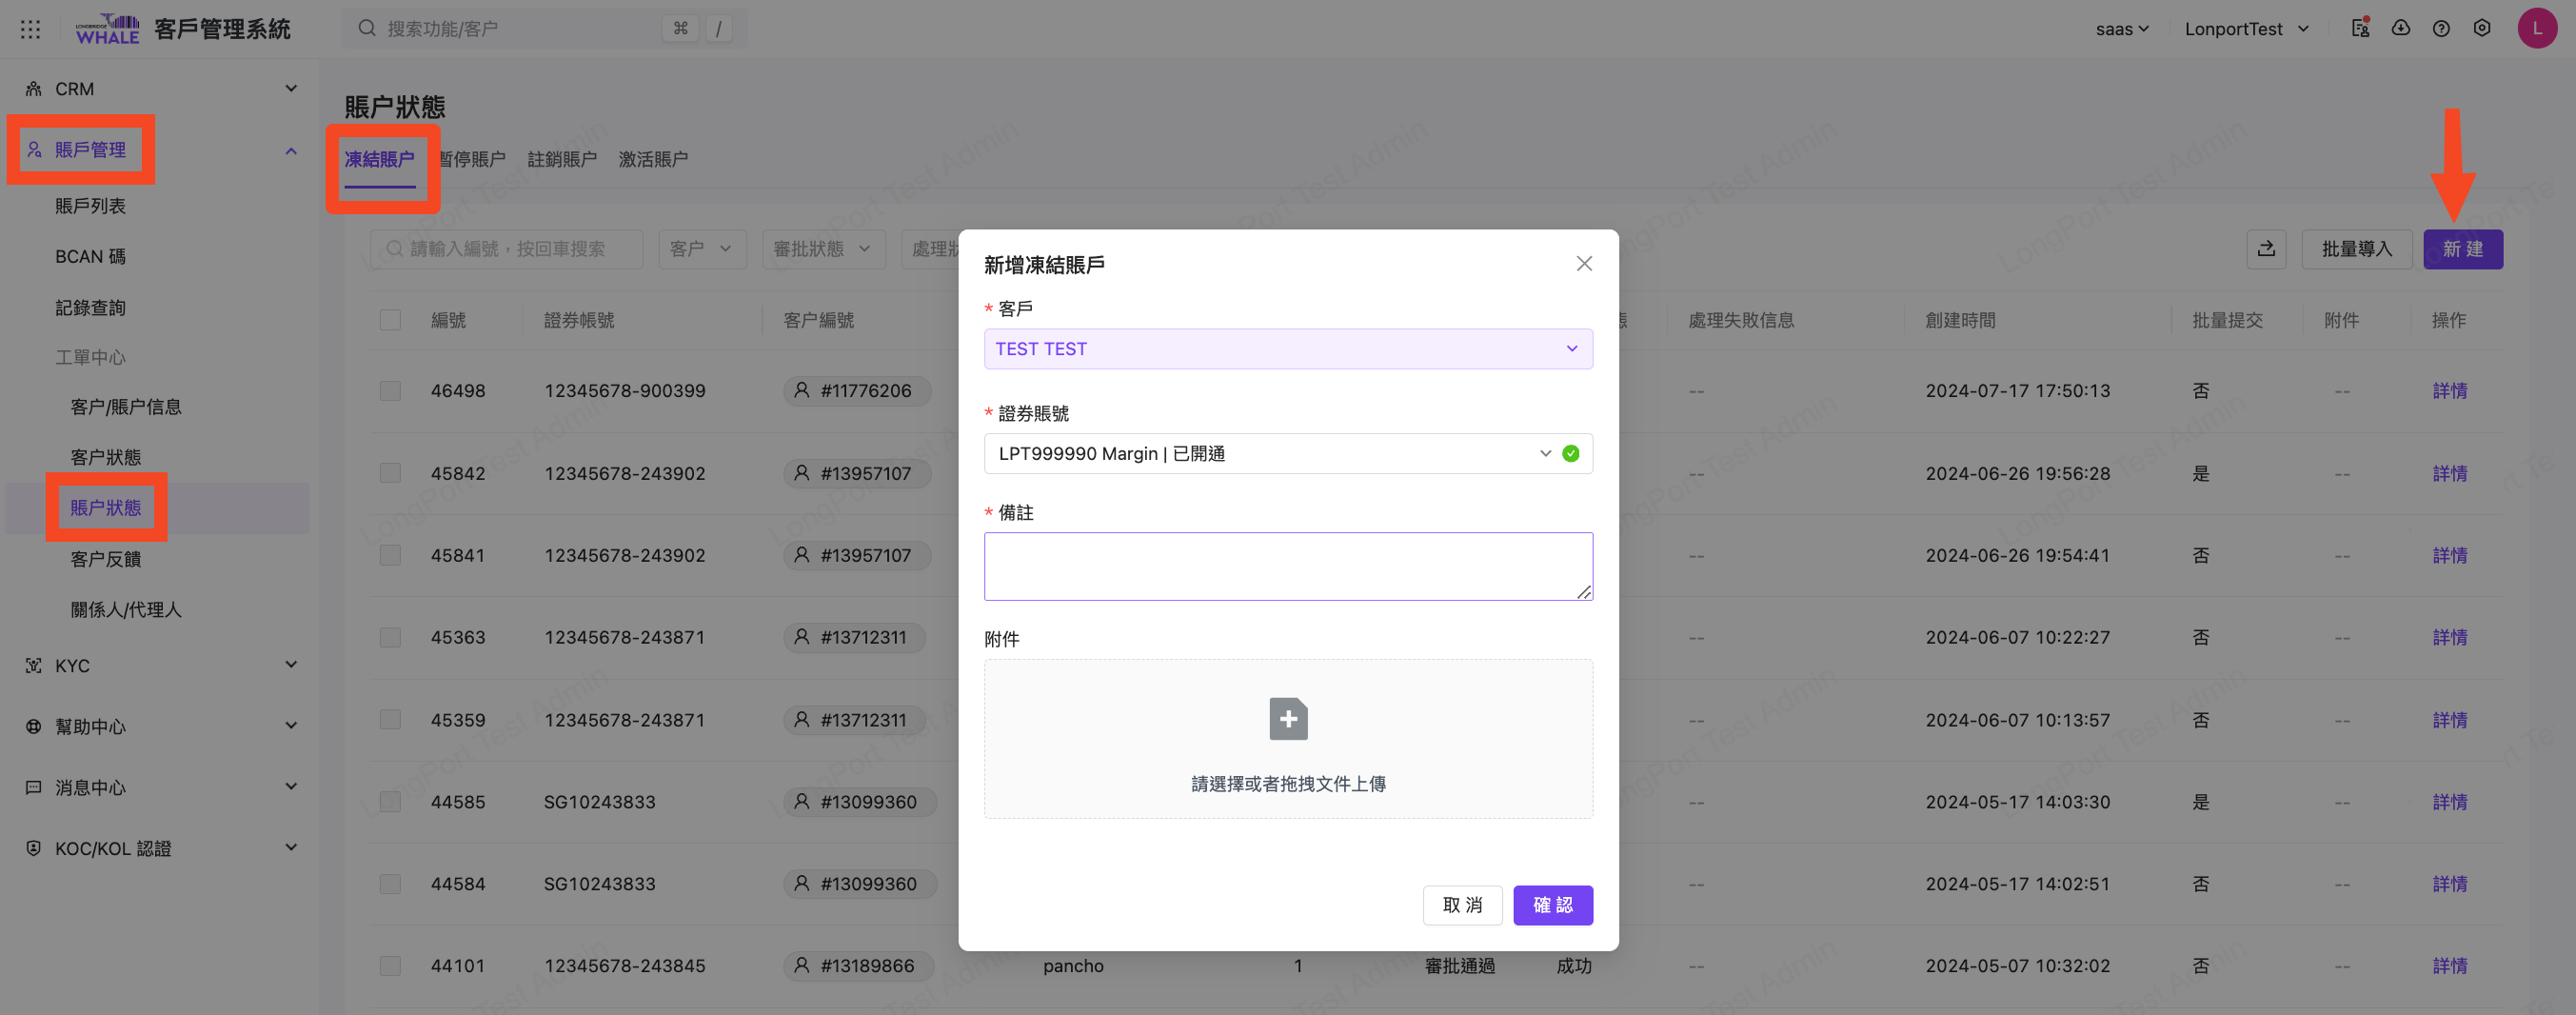 LONGBRIDGE
WHALE
客戶管理系統
搜索功能/客户
⌘ /
saas
LonportTest
L
CRM
賬戶管理
賬戶列表
BCAN 碼
記錄查詢
工單中心
客户/賬户信息
客户狀態
賬户狀態
客户反饋
關係人/代理人
KYC
幫助中心
消息中心
KOC/KOL 認證
賬户狀態
凍結賬户 暫停賬户 註銷賬户 激活賬户
請輸入編號，按回車搜索 客户 審批狀態
批量導入 新建
編號 證券帳號 客户編號 處理失敗信息 創建時間 批量提交 附件 操作
46498 12345678-900399 #11776206 -- 2024-07-17 17:50:13 否 -- 詳情
45842 12345678-243902 #13957107 -- 2024-06-26 19:56:28 是 -- 詳情
45841 12345678-243902 #13957107 -- 2024-06-26 19:54:41 否 -- 詳情
45363 12345678-243871 #13712311 -- 2024-06-07 10:22:27 否 -- 詳情
45359 12345678-243871 #13712311 -- 2024-06-07 10:13:57 否 -- 詳情
44585 SG10243833 #13099360 -- 2024-05-17 14:03:30 是 -- 詳情
44584 SG10243833 #13099360 -- 2024-05-17 14:02:51 否 -- 詳情
44101 12345678-243845 #13189866 pancho 1 審批通過 成功 -- 2024-05-07 10:32:02 否 -- 詳情
新增凍結賬戶
* 客戶
TEST TEST
* 證券賬號
LPT999990 Margin | 已開通
* 備註
附件
請選擇或者拖拽文件上傳
取消 確認
LongPort Test Admin